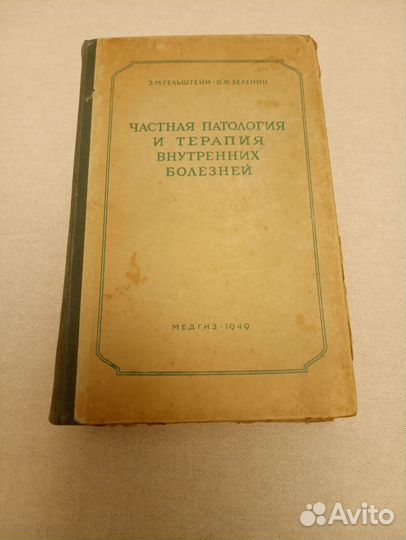 Э.М.ГЕЛЬШТЕЙН · В.Ф.ЗЕЛЕНИН
ЧАСТНАЯ ПАТОЛОГИЯ
И ТЕРАПИЯ
ВНУТРЕННИХ
БОЛЕЗНЕЙ
МЕДГИЗ · 1949
Avito